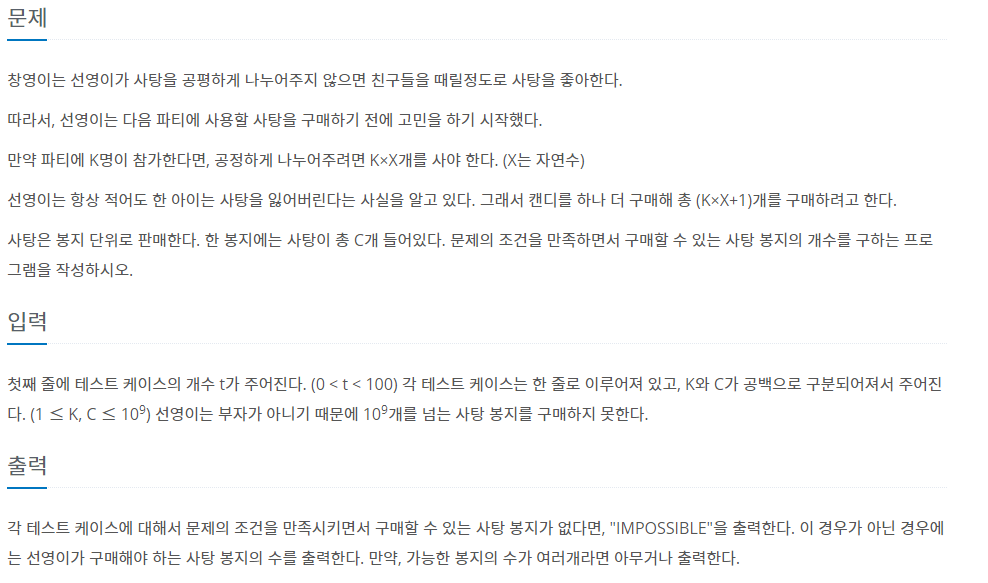 문제
창영이는 선영이가 사탕을 공평하게 나누어주지 않으면 친구들을 때릴정도로 사탕을 좋아한다.
따라서, 선영이는 다음 파티에 사용할 사탕을 구매하기 전에 고민을 하기 시작했다.
만약 파티에 K명이 참가한다면, 공정하게 나누어주려면 K×X개를 사야 한다. (X는 자연수)
선영이는 항상 적어도 한 아이는 사탕을 잃어버린다는 사실을 알고 있다. 그래서 캔디를 하나 더 구매해 총 (K×X+1)개를 구매하려고 한다.
사탕은 봉지 단위로 판매한다. 한 봉지에는 사탕이 총 C개 들어있다. 문제의 조건을 만족하면서 구매할 수 있는 사탕 봉지의 개수를 구하는 프로
그램을 작성하시오.
입력
첫째 줄에 테스트 케이스의 개수 t가 주어진다. (0 < t < 100) 각 테스트 케이스는 한 줄로 이루어져 있고, K와 C가 공백으로 구분되어져서 주어진
다. (1 ≤ K, C ≤ 10⁹) 선영이는 부자가 아니기 때문에 10⁹개를 넘는 사탕 봉지를 구매하지 못한다.
출력
각 테스트 케이스에 대해서 문제의 조건을 만족시키면서 구매할 수 있는 사탕 봉지가 없다면, "IMPOSSIBLE"을 출력한다. 이 경우가 아닌 경우에
는 선영이가 구매해야 하는 사탕 봉지의 수를 출력한다. 만약, 가능한 봉지의 수가 여러개라면 아무거나 출력한다.